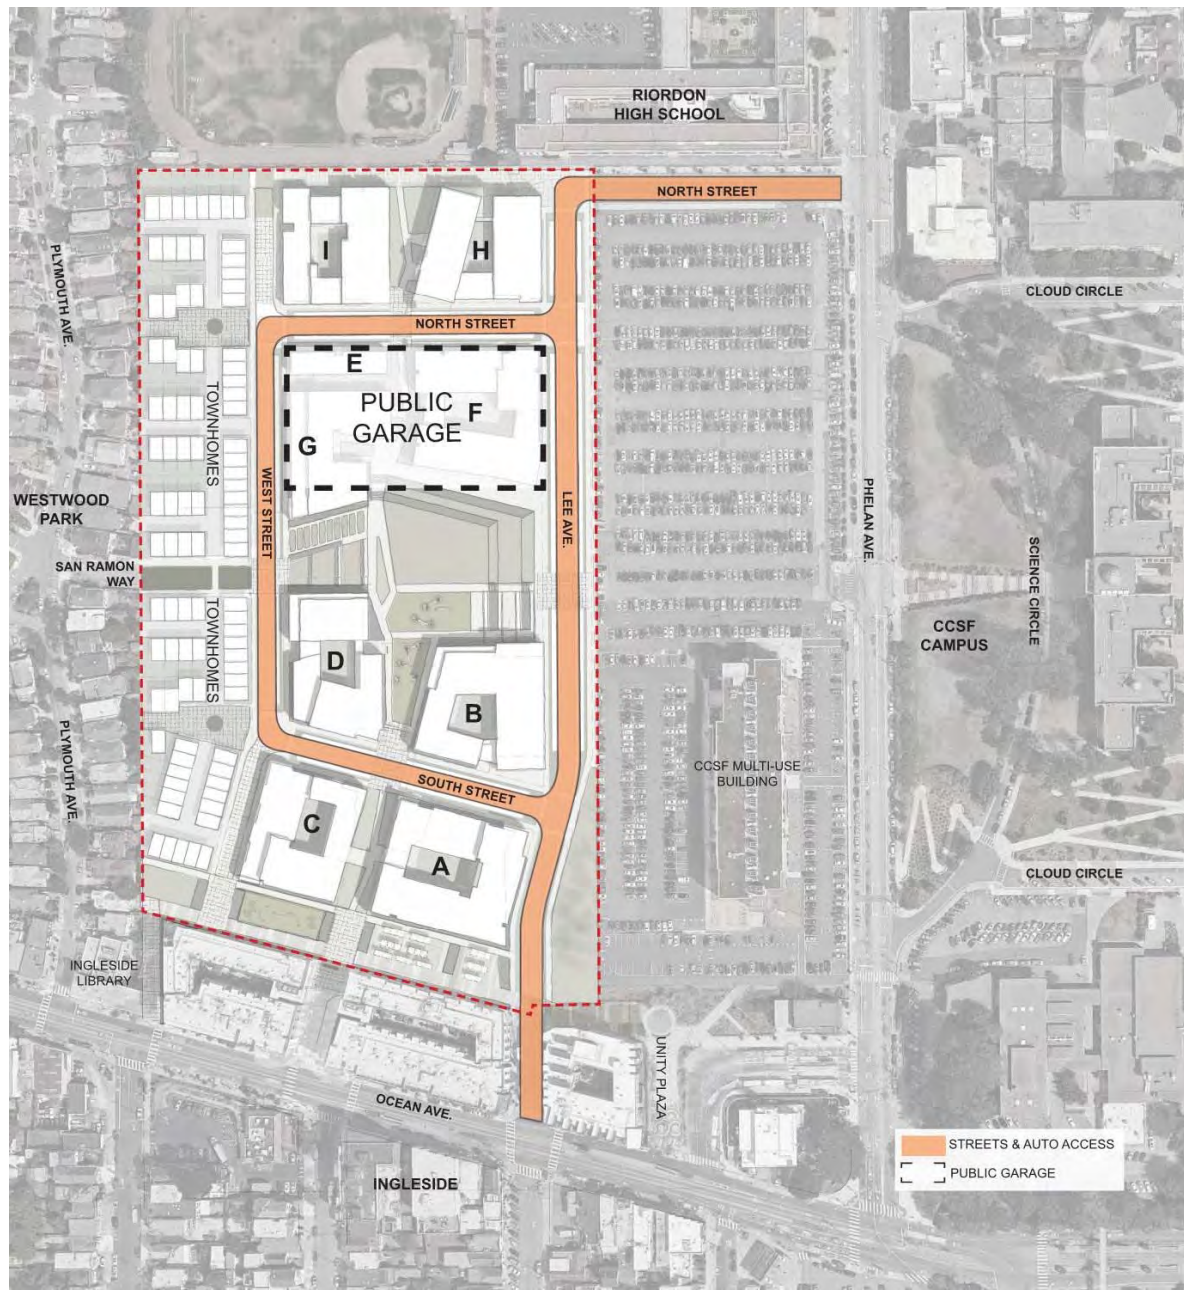 RIORDON
HIGH SCHOOL
NORTH STREET
I
H
PLYMOUTH AVE.
CLOUD CIRCLE
NORTH STREET
E
PUBLIC
GARAGE
F
G
TOWNHOMES
WEST STREET
LEE AVE.
PHELAN AVE.
WESTWOOD
PARK
SAN RAMON
WAY
SCIENCE CIRCLE
TOWNHOMES
CCSF
CAMPUS
D
B
PLYMOUTH AVE.
CCSF MULTI-USE
BUILDING
SOUTH STREET
C
A
CLOUD CIRCLE
INGLESIDE
LIBRARY
UNITY PLAZA
OCEAN AVE.
INGLESIDE
STREETS & AUTO ACCESS
PUBLIC GARAGE